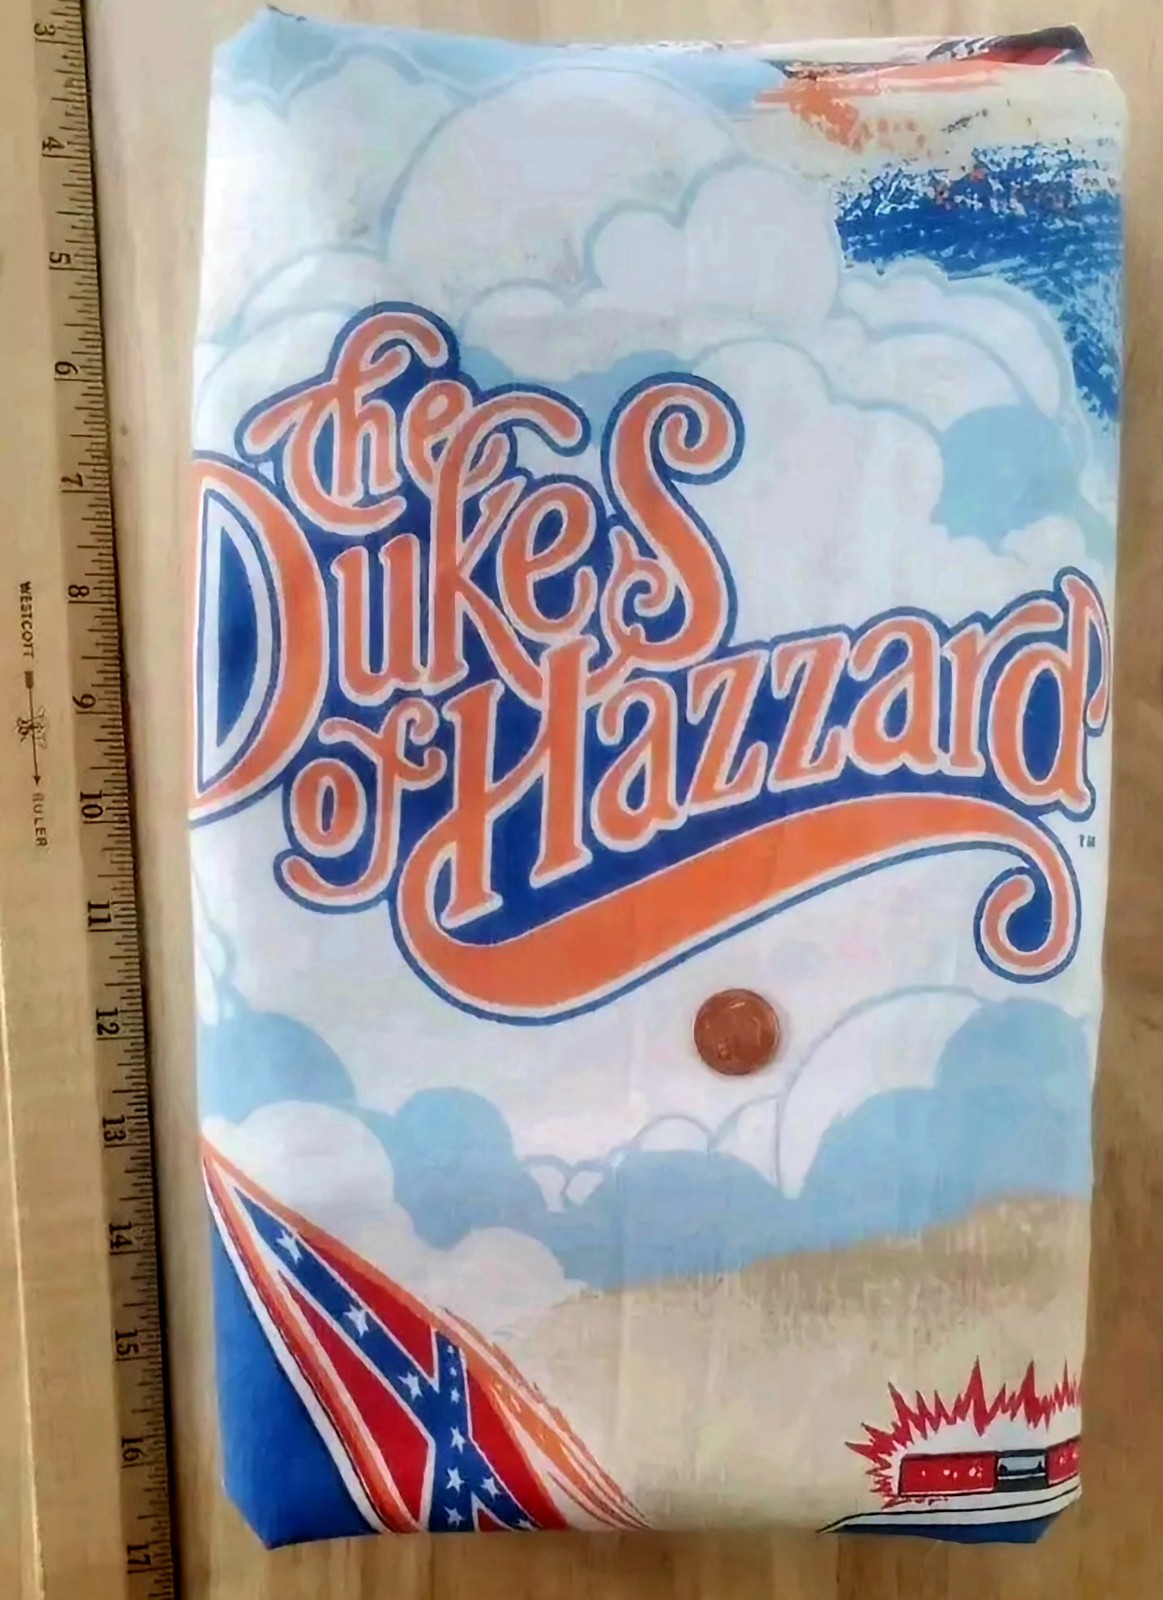 The
Dukes
of Hazzard
TM
3
4
5
6
7
8
9
10
11
12
13
14
15
16
17
WESTCOTT
RULER